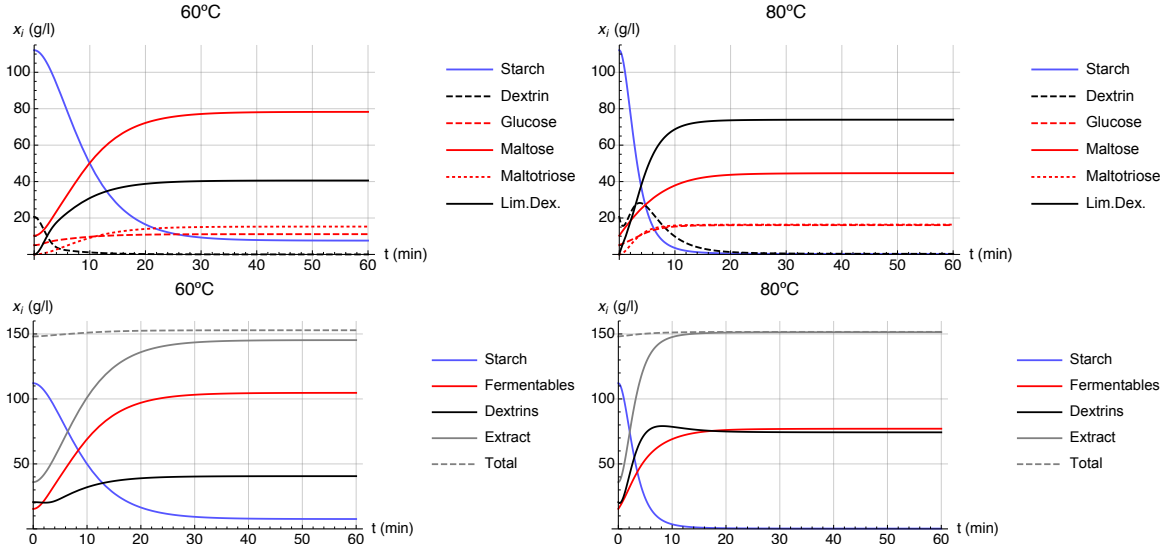 60ºC
x_i (g/l)
100
80
60
40
20
0 10 20 30 40 50 60
t (min)
Starch
Dextrin
Glucose
Maltose
Maltotriose
Lim.Dex.
80ºC
x_i (g/l)
100
80
60
40
20
0 10 20 30 40 50 60
t (min)
Starch
Dextrin
Glucose
Maltose
Maltotriose
Lim.Dex.
60ºC
x_i (g/l)
150
100
50
0 10 20 30 40 50 60
t (min)
Starch
Fermentables
Dextrins
Extract
Total
80ºC
x_i (g/l)
150
100
50
0 10 20 30 40 50 60
t (min)
Starch
Fermentables
Dextrins
Extract
Total